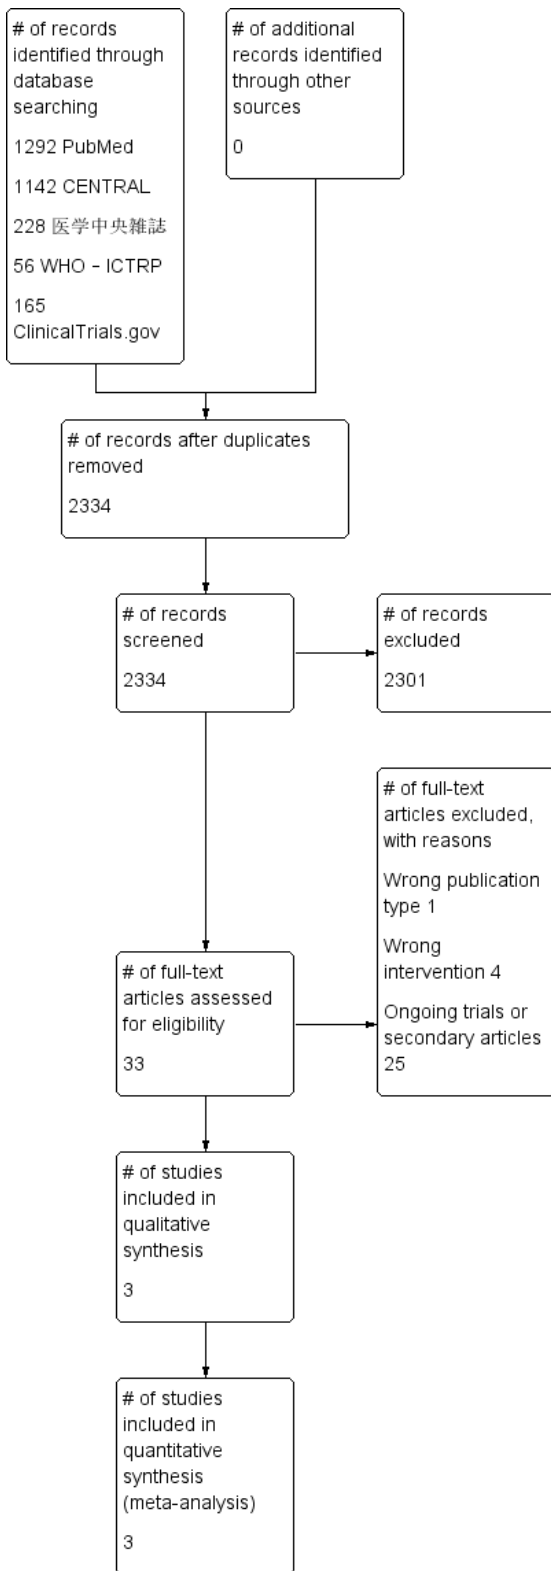 # of records
identified through
database
searching
1292 PubMed
1142 CENTRAL
228 医学中央雑誌
56 WHO – ICTRP
165
ClinicalTrials.gov
# of additional
records identified
through other
sources
0
# of records after duplicates
removed
2334
# of records
screened
2334
# of records
excluded
2301
# of full-text
articles assessed
for eligibility
33
# of full-text
articles excluded,
with reasons
Wrong publication
type 1
Wrong
intervention 4
Ongoing trials or
secondary articles
25
# of studies
included in
qualitative
synthesis
3
# of studies
included in
quantitative
synthesis
(meta-analysis)
3